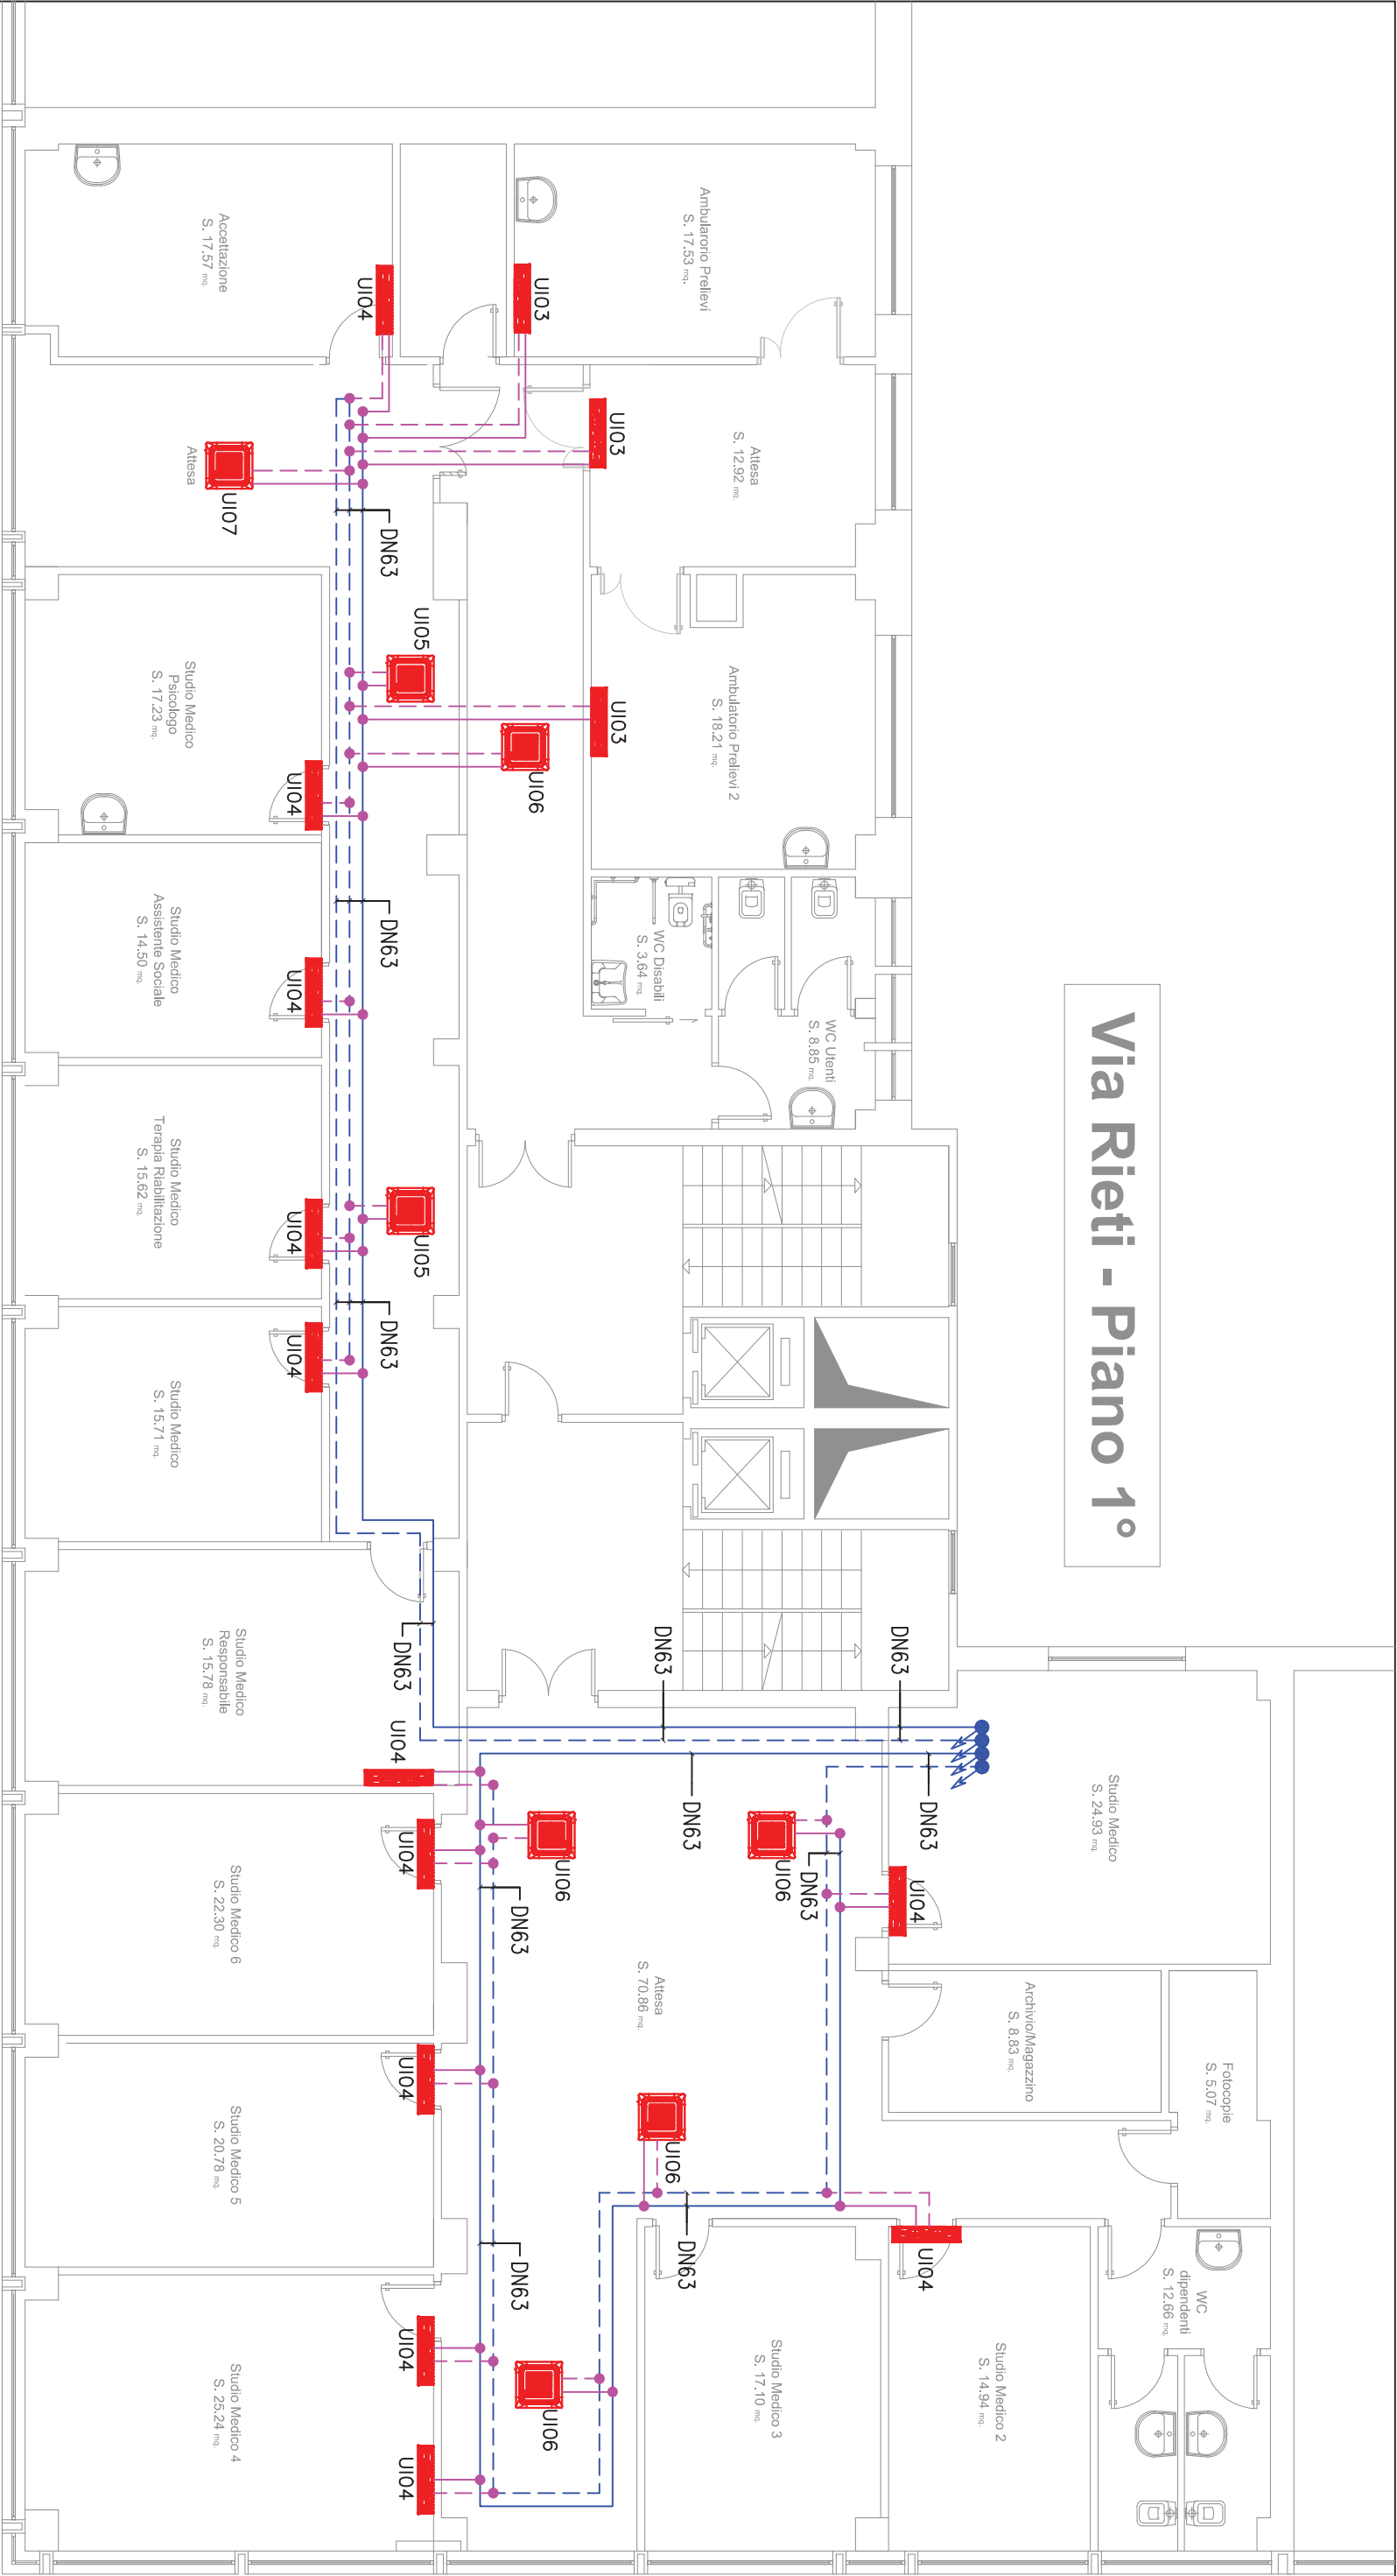 Via Rieti - Piano 1°
Ambularorio Prelievi
S. 17.53 mq.
Attesa
S. 12.92 mq.
Ambulatorio Prelievi 2
S. 18.21 mq.
WC Utenti
S. 8.85 mq.
WC Disabili
S. 3.64 mq.
UI03
UI03
UI03
UI04
Accettazione
S. 17.57 mq.
Attesa
UI07
DN63
UI05
UI06
Studio Medico
Psicologo
S. 17.23 mq.
UI04
DN63
Studio Medico
Assistente Sociale
S. 14.50 mq.
UI04
Studio Medico
Terapia Riabilitazione
S. 15.62 mq.
UI04
UI05
DN63
UI04
Studio Medico
S. 15.71 mq.
DN63
Studio Medico
Responsabile
S. 15.78 mq.
UI04
DN63
DN63
DN63
DN63
Studio Medico
S. 24.93 mq.
UI04
UI06
DN63
Archivio/Magazzino
S. 8.83 mq.
Fotocopie
S. 5.07 mq.
WC
dipendenti
S. 12.66 mq.
Attesa
S. 70.86 mq.
UI06
UI04
DN63
UI06
DN63
Studio Medico 6
S. 22.30 mq.
UI04
Studio Medico 5
S. 20.78 mq.
UI06
DN63
UI04
Studio Medico 2
S. 14.94 mq.
Studio Medico 3
S. 17.10 mq.
UI04
UI06
UI04
Studio Medico 4
S. 25.24 mq.